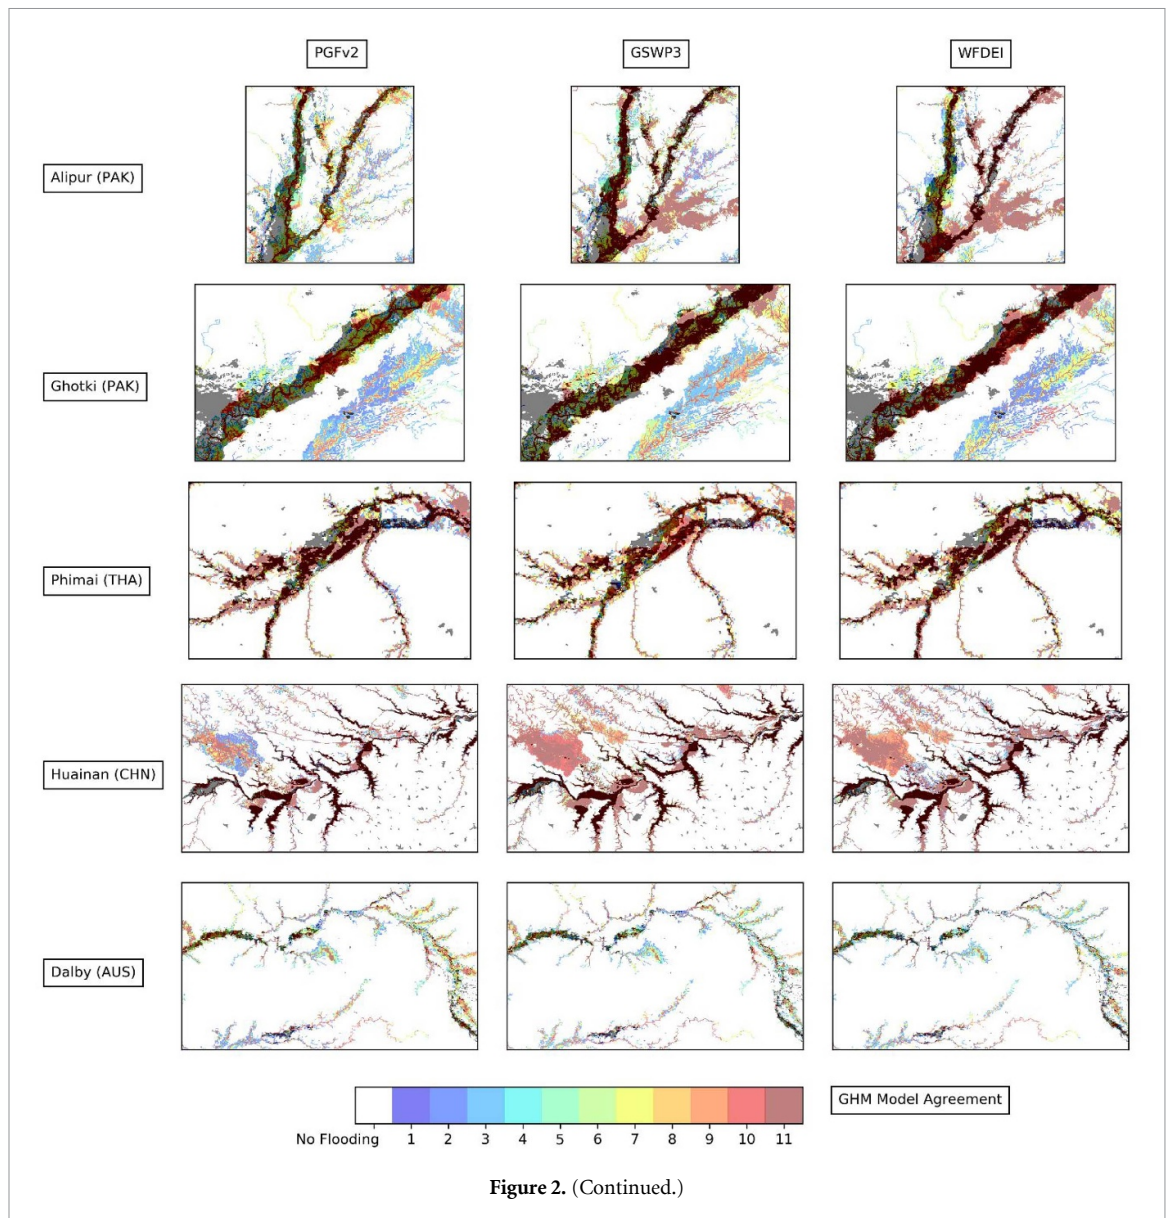 PGFv2 GSWP3 WFDEI
Alipur (PAK)
Ghotki (PAK)
Phimai (THA)
Huainan (CHN)
Dalby (AUS)
GHM Model Agreement
No Flooding 1 2 3 4 5 6 7 8 9 10 11
Figure 2. (Continued.)